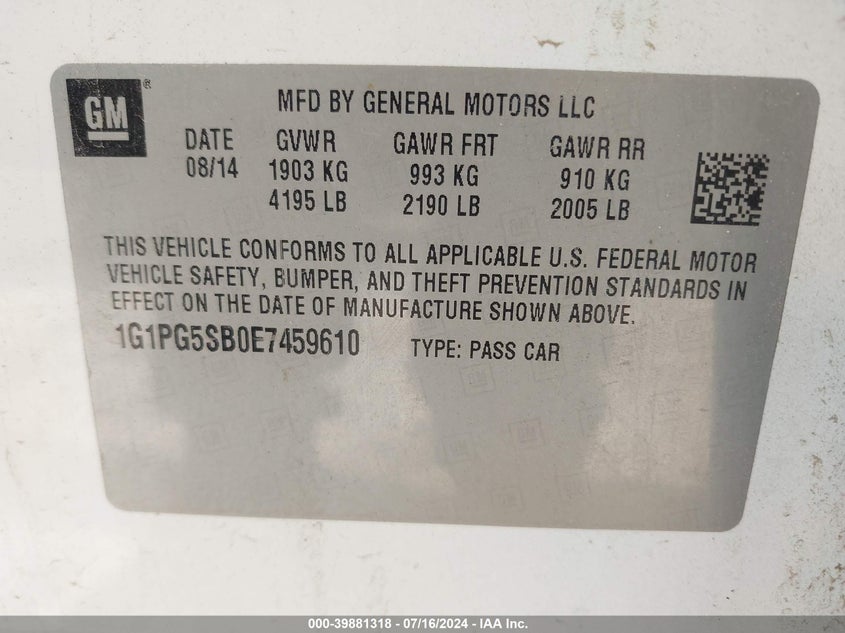 GM®
MFD BY GENERAL MOTORS LLC
DATE GVWR GAWR FRT GAWR RR
08/14 1903 KG 993 KG 910 KG
4195 LB 2190 LB 2005 LB
THIS VEHICLE CONFORMS TO ALL APPLICABLE U.S. FEDERAL MOTOR
VEHICLE SAFETY, BUMPER, AND THEFT PREVENTION STANDARDS IN
EFFECT ON THE DATE OF MANUFACTURE SHOWN ABOVE.
1G1PG5SB0E7459610 TYPE: PASS CAR
000-39881318 - 07/16/2024 - IAA Inc.